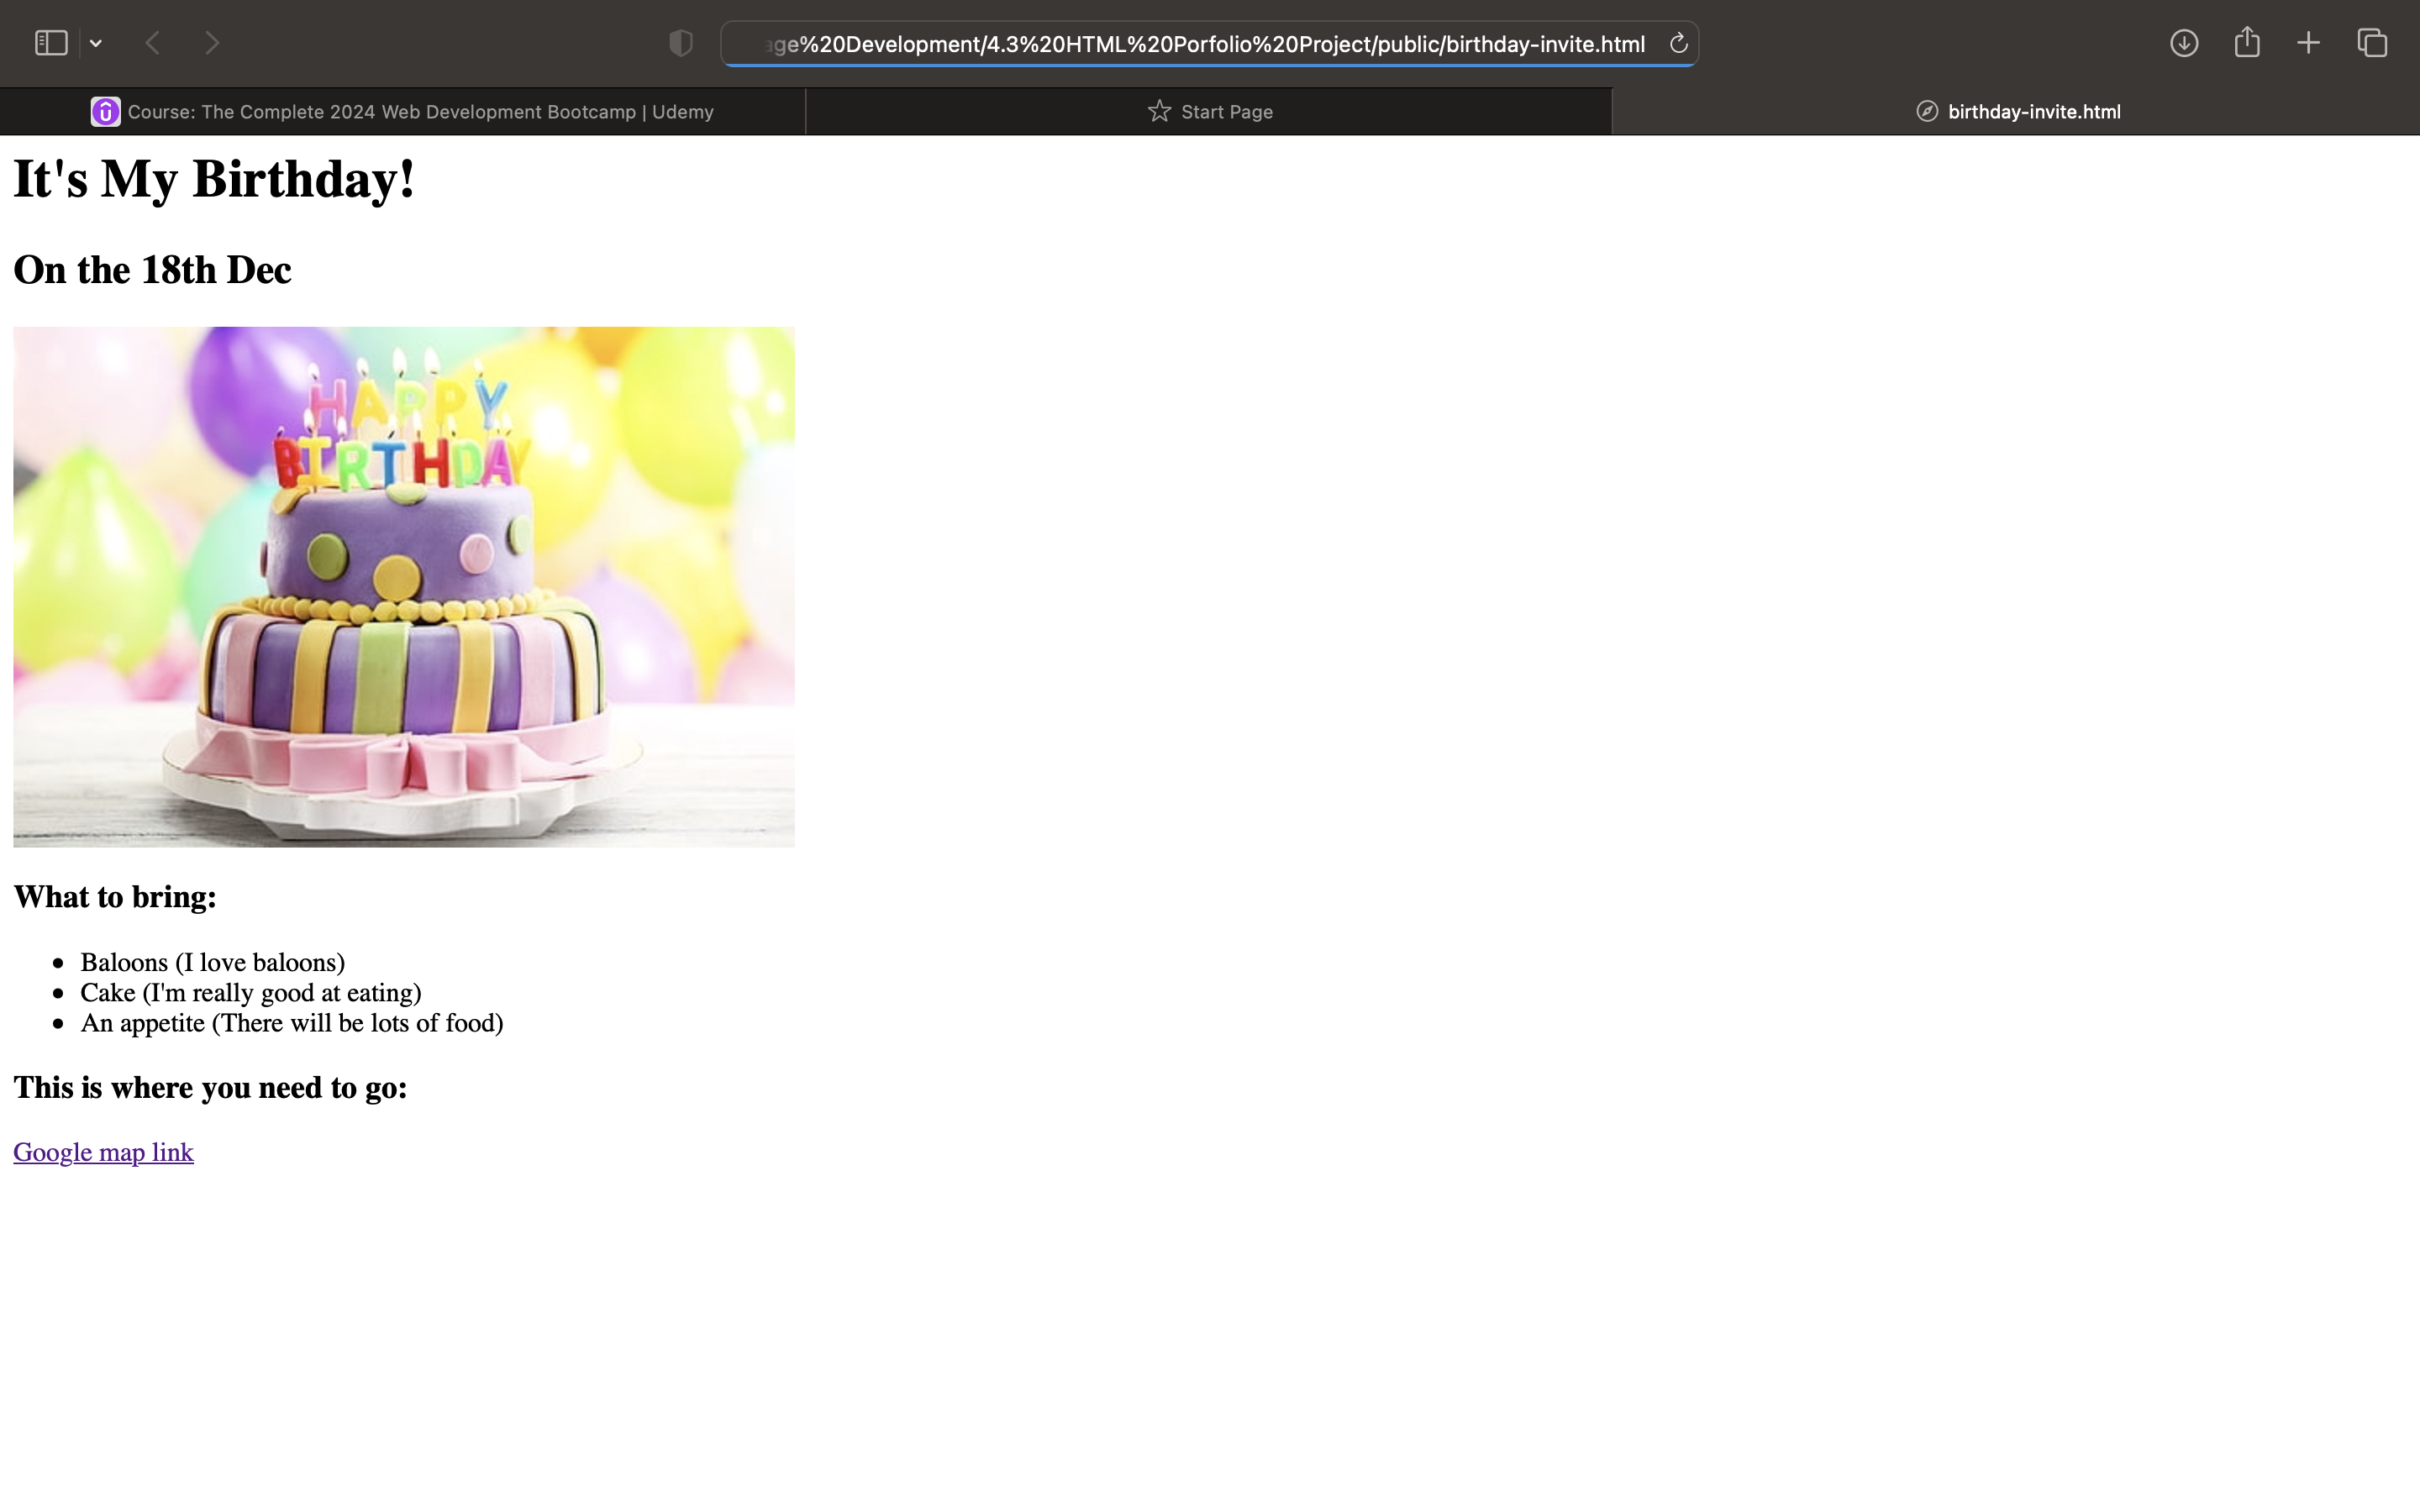 age%20Development/4.3%20HTML%20Porfolio%20Project/public/birthday-invite.html
Course: The Complete 2024 Web Development Bootcamp | Udemy
Start Page
birthday-invite.html
It's My Birthday!
On the 18th Dec
HAPPY
BIRTHDAY
What to bring:
Baloons (I love baloons)
Cake (I'm really good at eating)
An appetite (There will be lots of food)
This is where you need to go:
Google map link